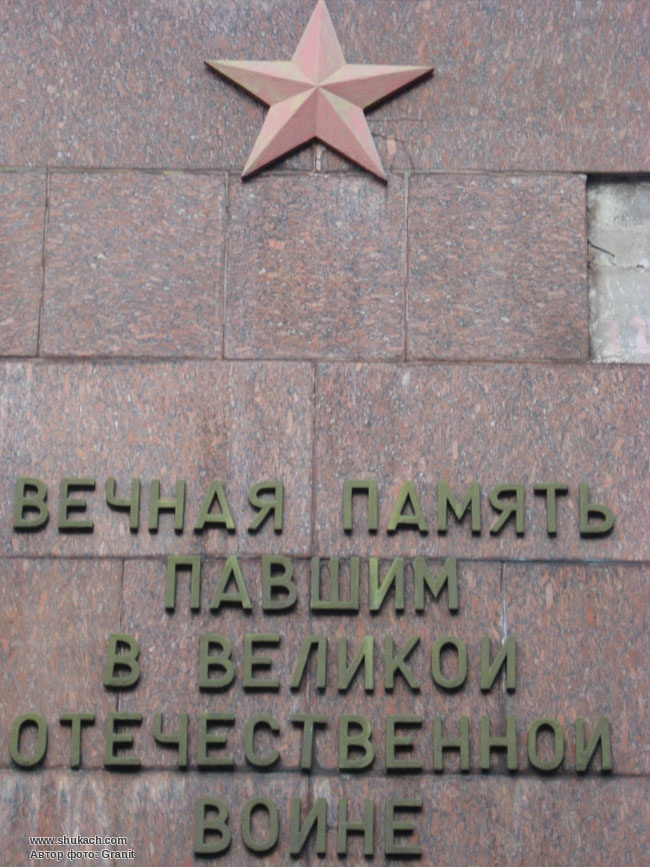 ВЕЧНАЯ ПАМЯТЬ
ПАВШИМ
В ВЕЛИКОИ
ОТЕЧЕСТВЕННОИ
ВОИНЕ
www.shukach.com
Автор фото: Granit